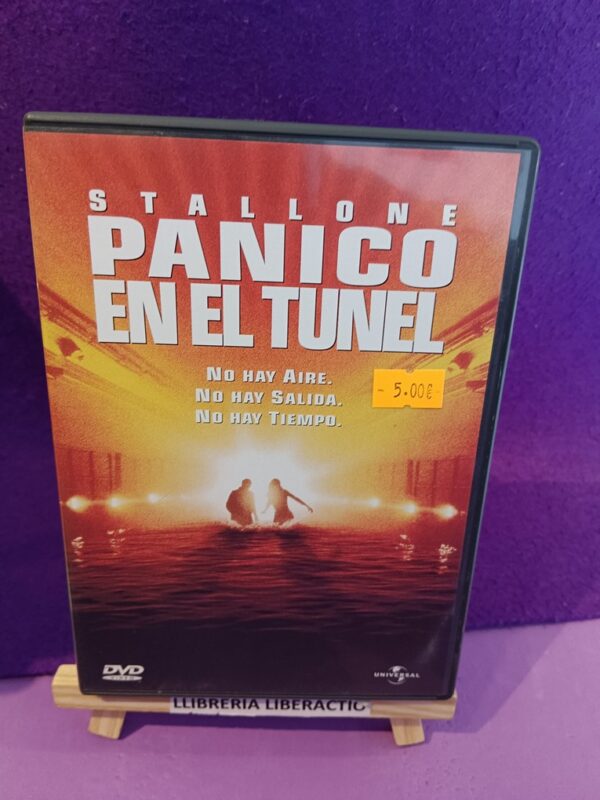 STALLONE
PANICO
EN EL TUNEL
NO HAY AIRE.
NO HAY SALIDA.
NO HAY TIEMPO.
- 5.00€ -
DVD
VIDEO
UNIVERSAL
LLIBRERIA LIBERACTIC